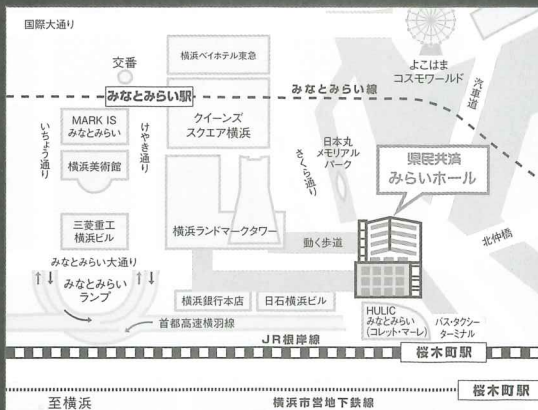 国際大通り
交番
横浜ベイホテル東急
よこはま
コスモワールド
汽車道
みなとみらい駅
みなとみらい線
MARK IS
みなとみらい
いちょう通り
けやき通り
クイーンズ
スクエア横浜
日本丸
メモリアル
パーク
さくら通り
県民共済
みらいホール
横浜美術館
三菱重工
横浜ビル
横浜ランドマークタワー
動く歩道
北仲橋
みなとみらい大通り
みなとみらい
ランプ
横浜銀行本店
日石横浜ビル
HULIC
みなとみらい
(コレット・マーレ)
バス・タクシー
ターミナル
首都高速横羽線
JR根岸線
桜木町駅
桜木町駅
至横浜
横浜市営地下鉄線